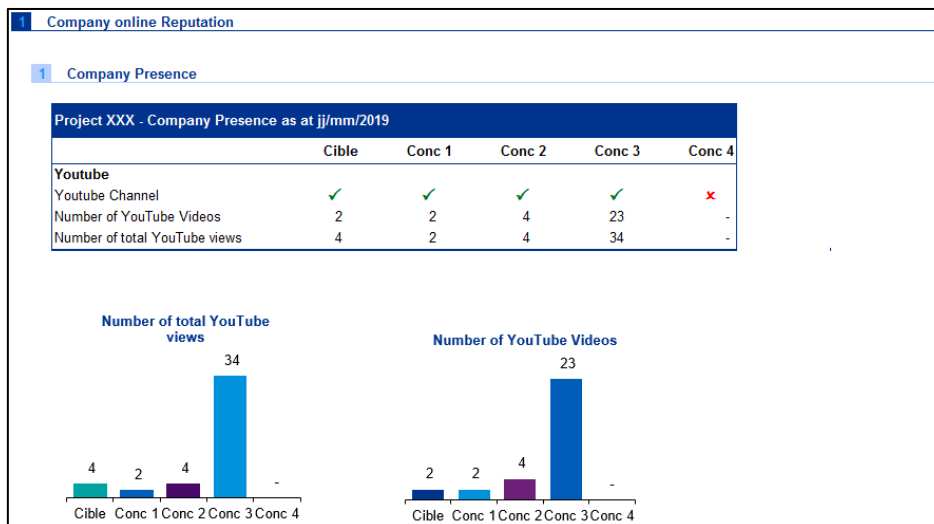 1 Company online Reputation
1 Company Presence
Project XXX - Company Presence as at jj/mm/2019
Cible Conc 1 Conc 2 Conc 3 Conc 4
Youtube
Youtube Channel ✓ ✓ ✓ ✓ ×
Number of YouTube Videos 2 2 4 23 -
Number of total YouTube views 4 2 4 34 -
Number of total YouTube
views
34
4 2 4 -
Cible Conc 1 Conc 2 Conc 3 Conc 4
Number of YouTube Videos
23
2 2 4 -
Cible Conc 1 Conc 2 Conc 3 Conc 4